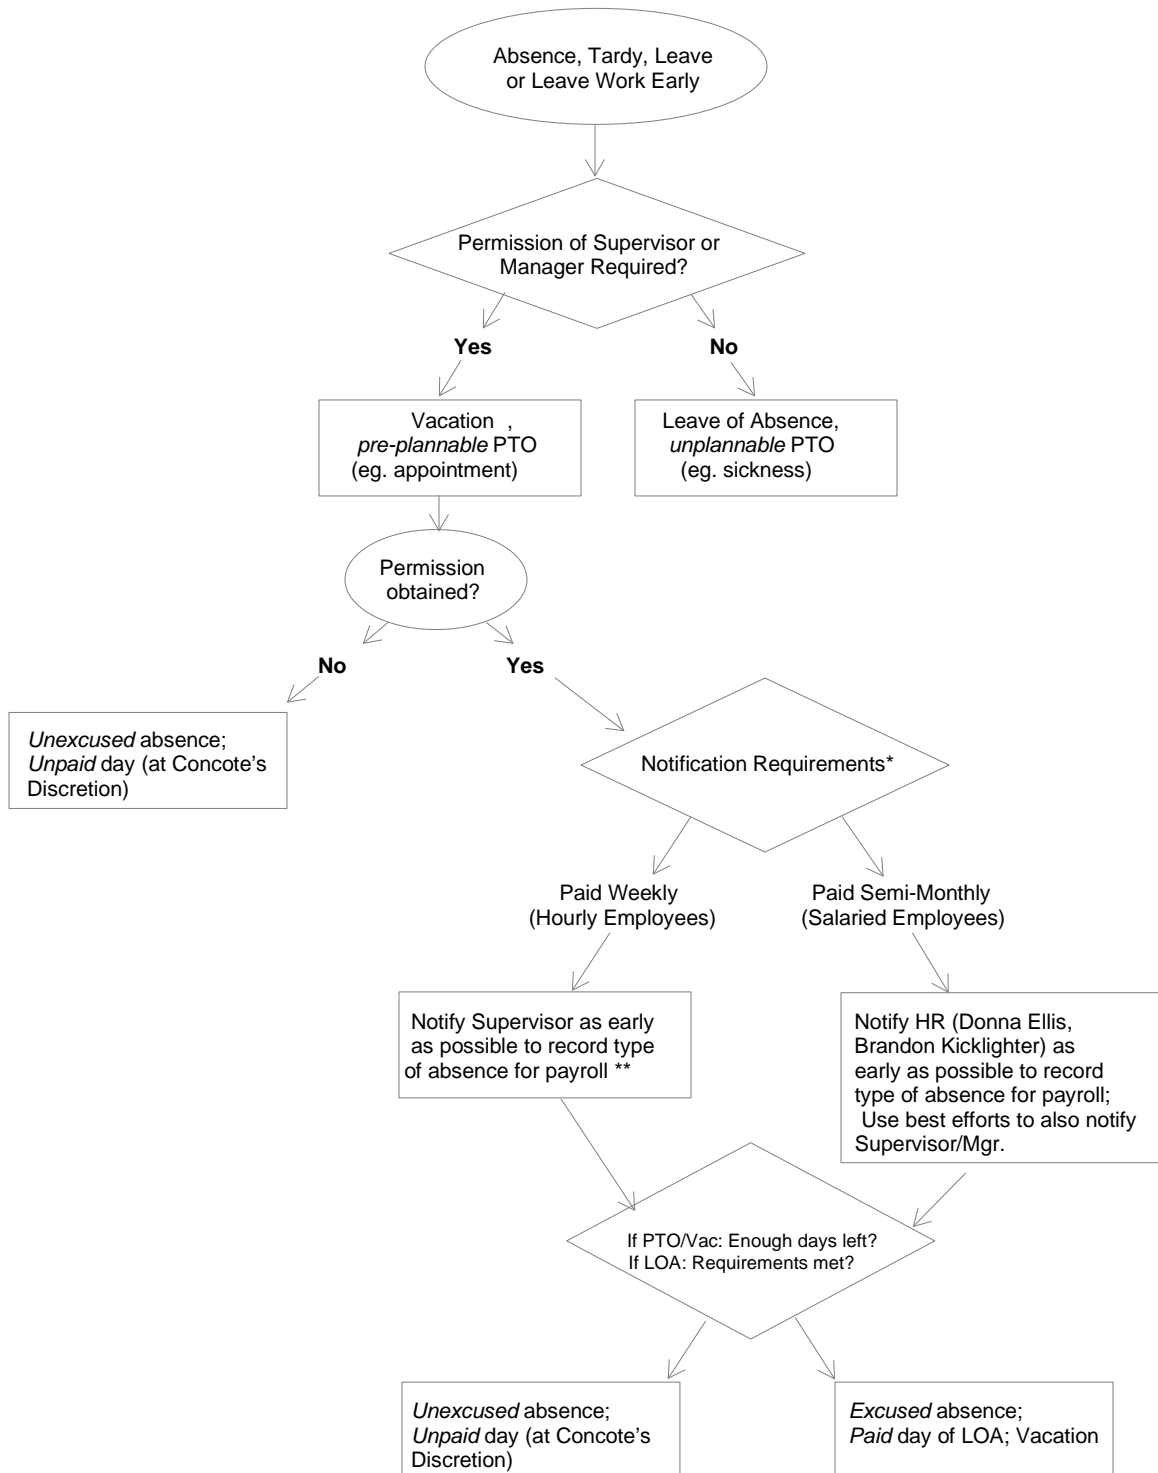 Absence, Tardy, Leave
or Leave Work Early
Permission of Supervisor or
Manager Required?
Yes
No
Vacation ,
pre-plannable PTO
(eg. appointment)
Leave of Absence,
unplannable PTO
(eg. sickness)
Permission
obtained?
No
Yes
Unexcused absence;
Unpaid day (at Concote's
Discretion)
Notification Requirements*
Paid Weekly
(Hourly Employees)
Paid Semi-Monthly
(Salaried Employees)
Notify Supervisor as early
as possible to record type
of absence for payroll **
Notify HR (Donna Ellis,
Brandon Kicklighter) as
early as possible to record
type of absence for payroll;
Use best efforts to also notify
Supervisor/Mgr.
If PTO/Vac: Enough days left?
If LOA: Requirements met?
Unexcused absence;
Unpaid day (at Concote's
Discretion)
Excused absence;
Paid day of LOA; Vacation